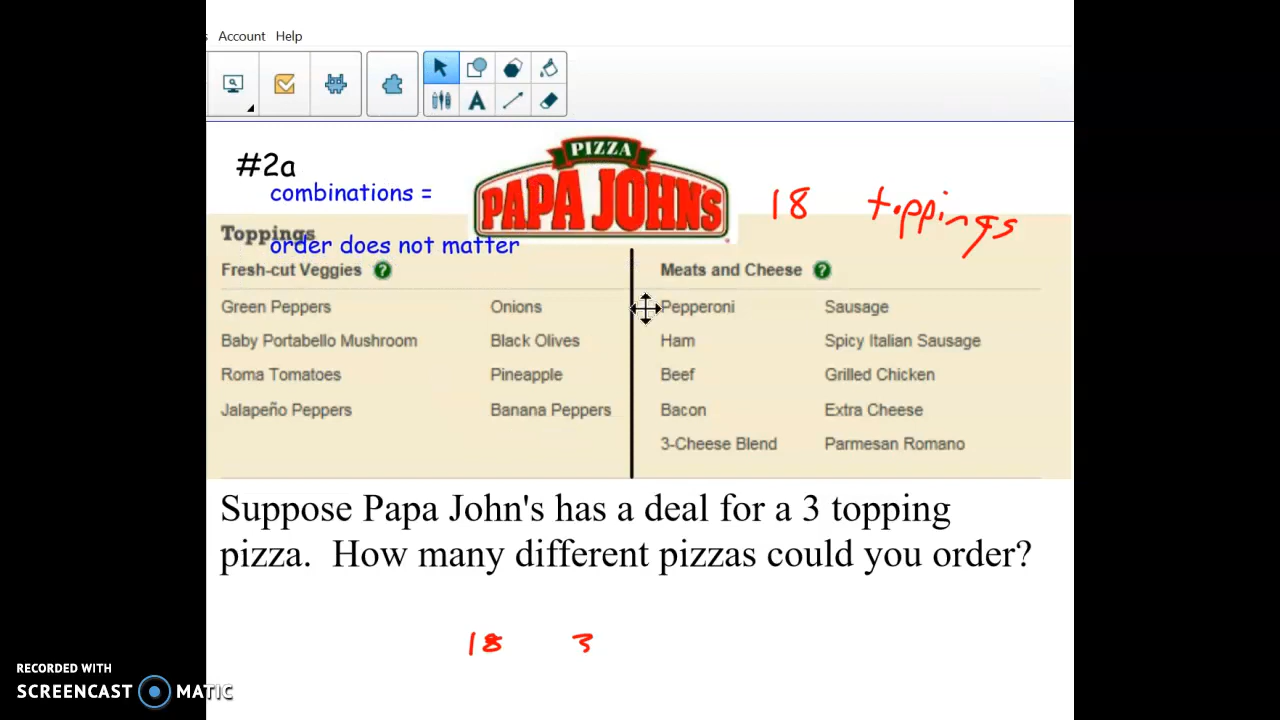 Account Help
#2a
combinations =
PIZZA
PAPA JOHN'S
18 toppings
Toppings
order does not matter
Fresh-cut Veggies ? Meats and Cheese ?
Green Peppers Onions Pepperoni Sausage
Baby Portabello Mushroom Black Olives Ham Spicy Italian Sausage
Roma Tomatoes Pineapple Beef Grilled Chicken
Jalapeño Peppers Banana Peppers Bacon Extra Cheese
3-Cheese Blend Parmesan Romano
Suppose Papa John's has a deal for a 3 topping
pizza. How many different pizzas could you order?
18 3
RECORDED WITH
SCREENCAST MATIC